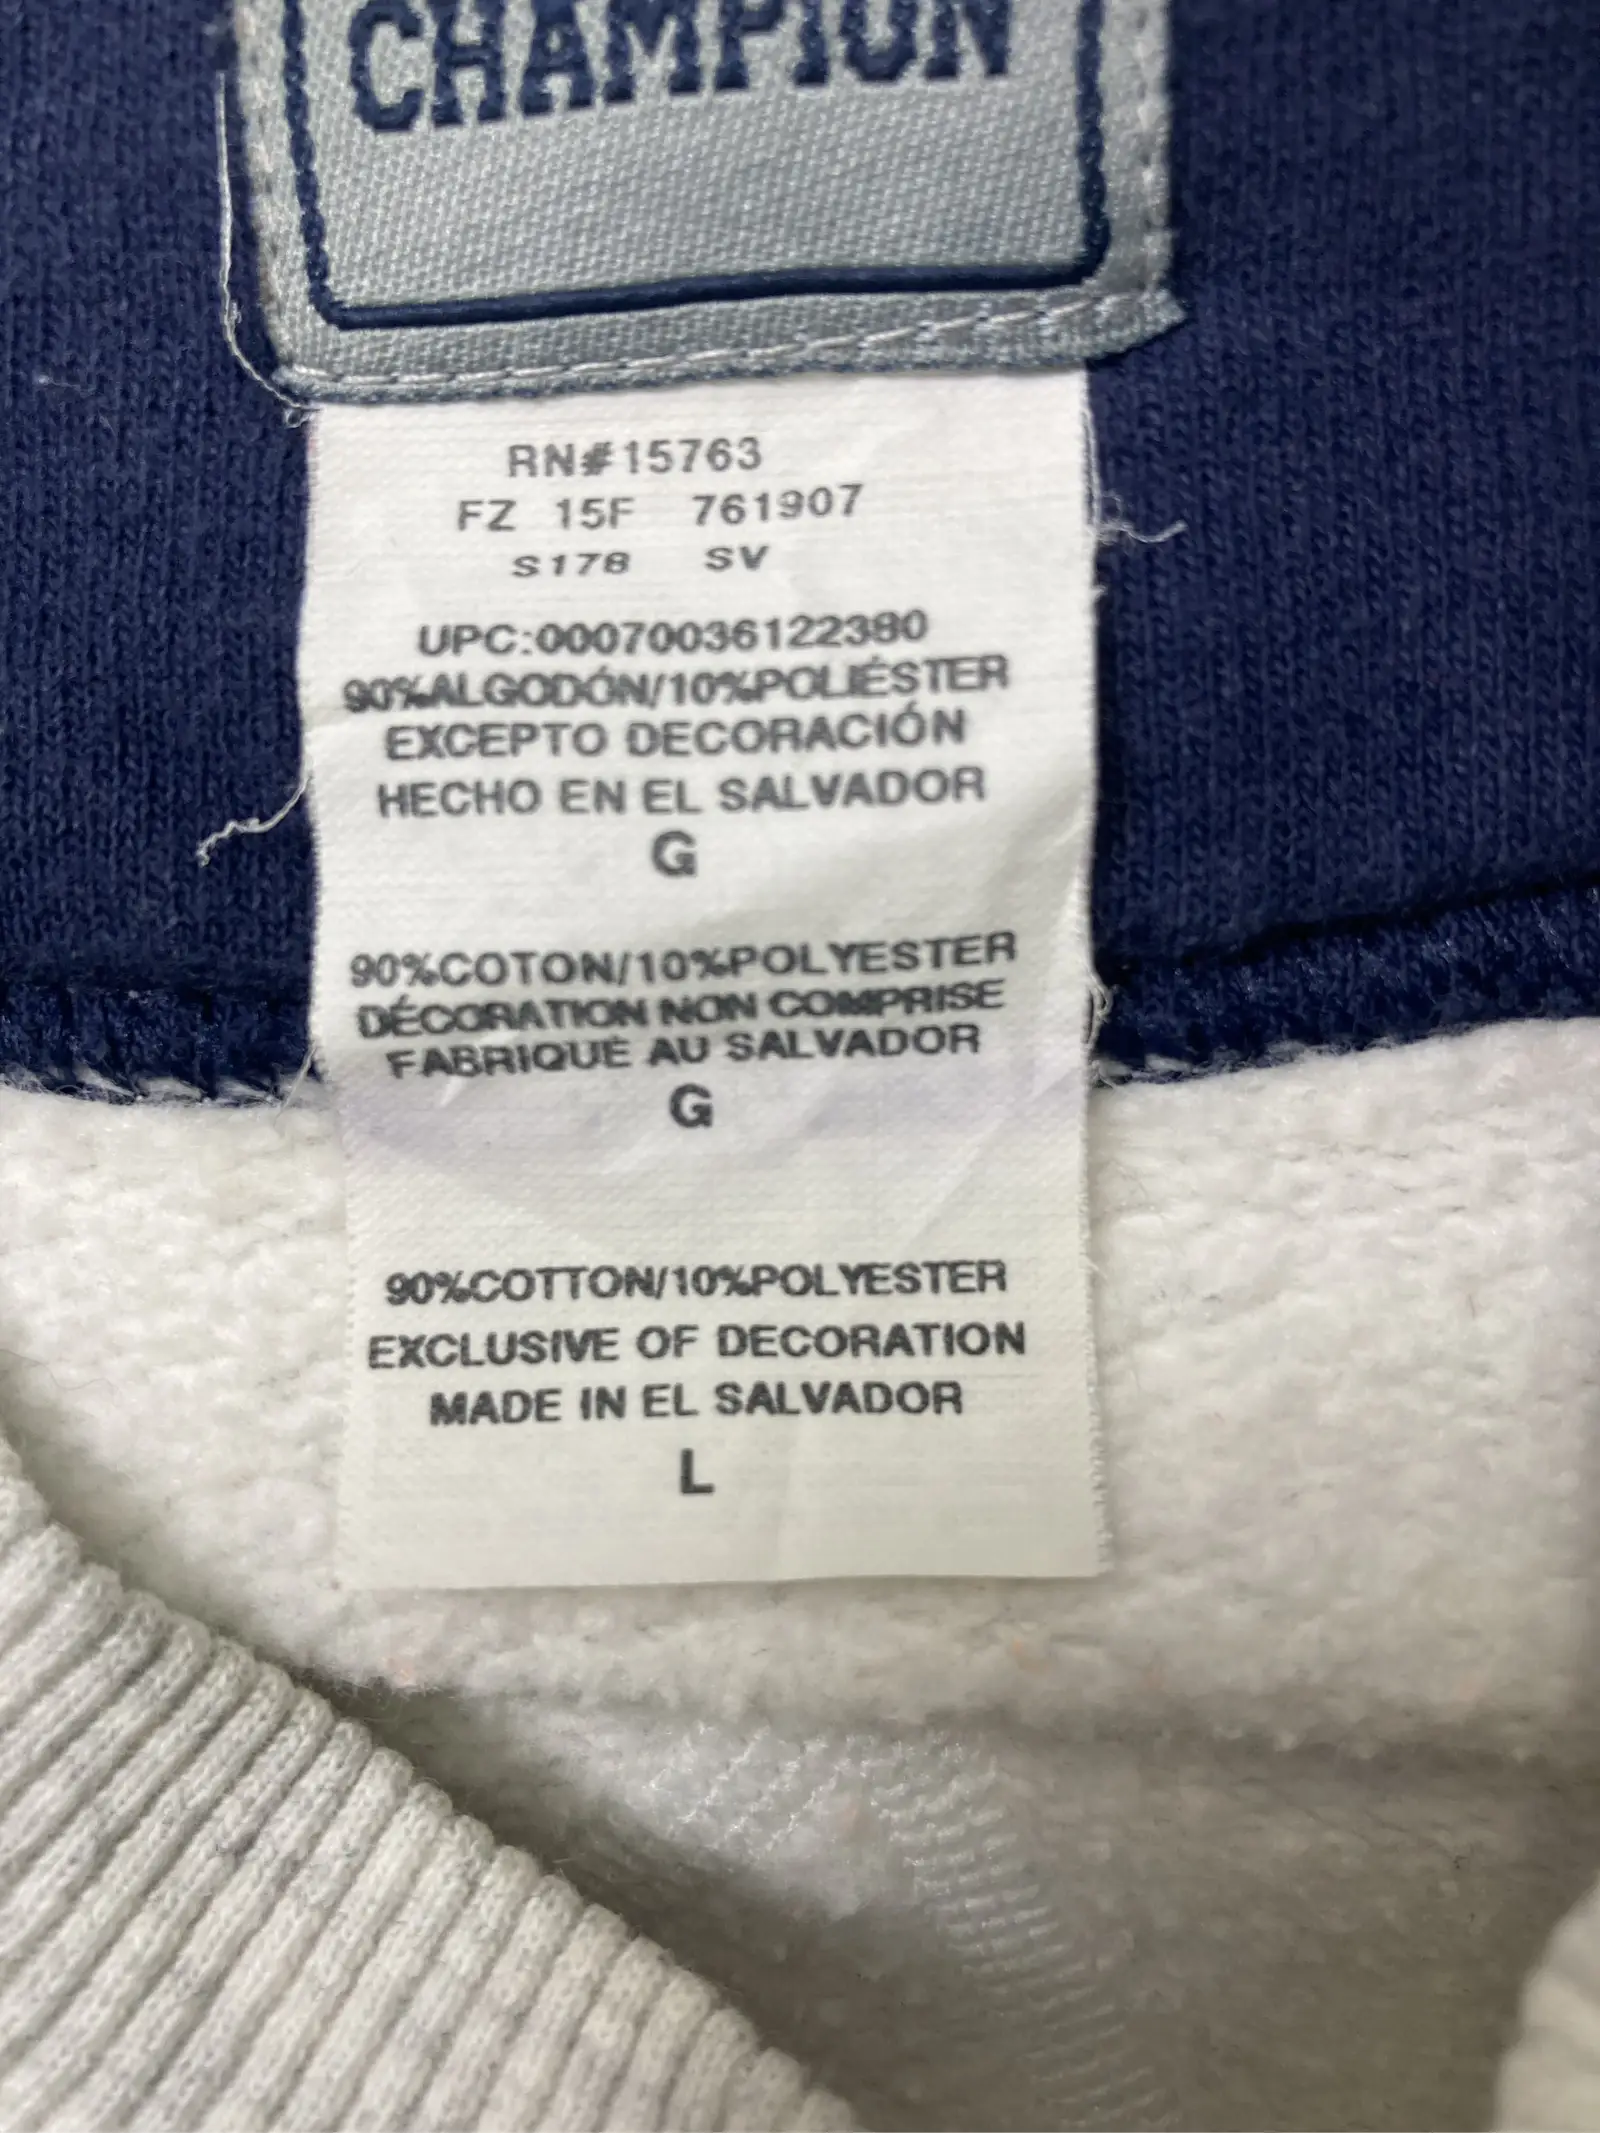 CHAMPION
RN#15763
FZ 15F 761907
S178 SV
UPC:00070036122380
90%ALGODÓN/10%POLIÉSTER
EXCEPTO DECORACIÓN
HECHO EN EL SALVADOR
G
90%COTON/10%POLYESTER
DÉCORATION NON COMPRISE
FABRIQUÉ AU SALVADOR
G
90%COTTON/10%POLYESTER
EXCLUSIVE OF DECORATION
MADE IN EL SALVADOR
L